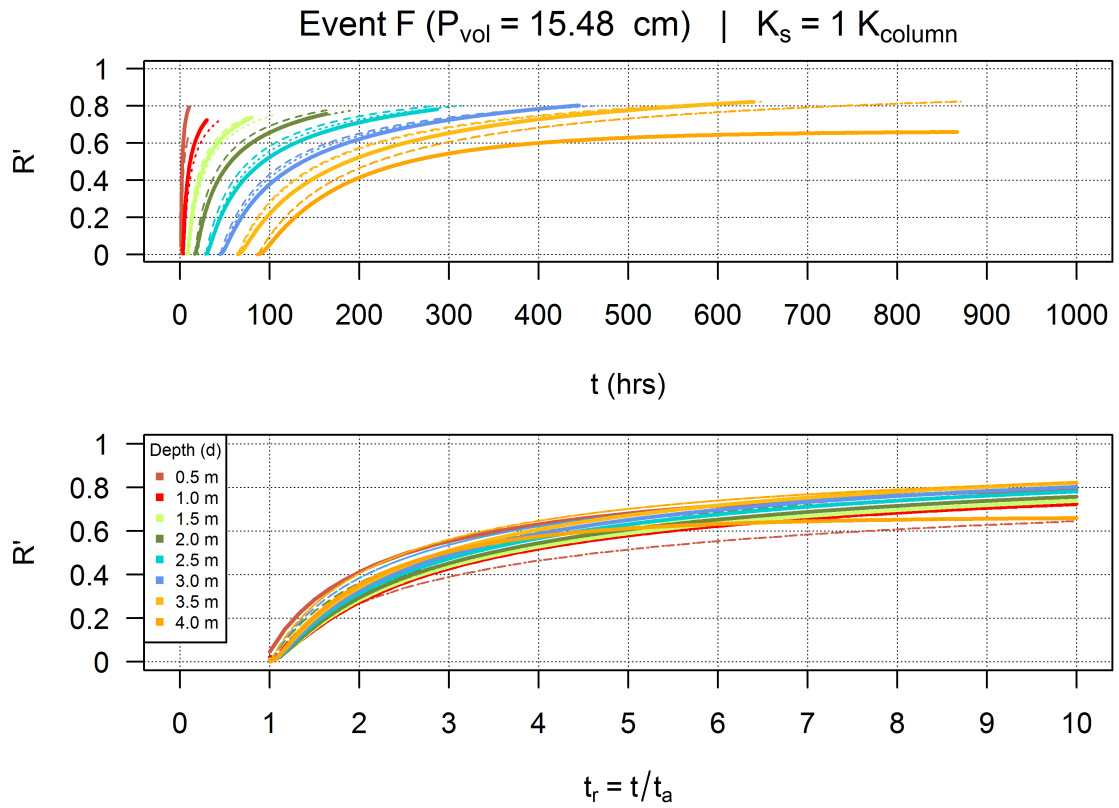 Event F (Pvol = 15.48 cm) | Ks = 1 Kcolumn
R'
1
0.8
0.6
0.4
0.2
0
0 100 200 300 400 500 600 700 800 900 1000
t (hrs)
R'
1
0.8
0.6
0.4
0.2
0
Depth (d)
0.5 m
1.0 m
1.5 m
2.0 m
2.5 m
3.0 m
3.5 m
4.0 m
0 1 2 3 4 5 6 7 8 9 10
tr = t/ta